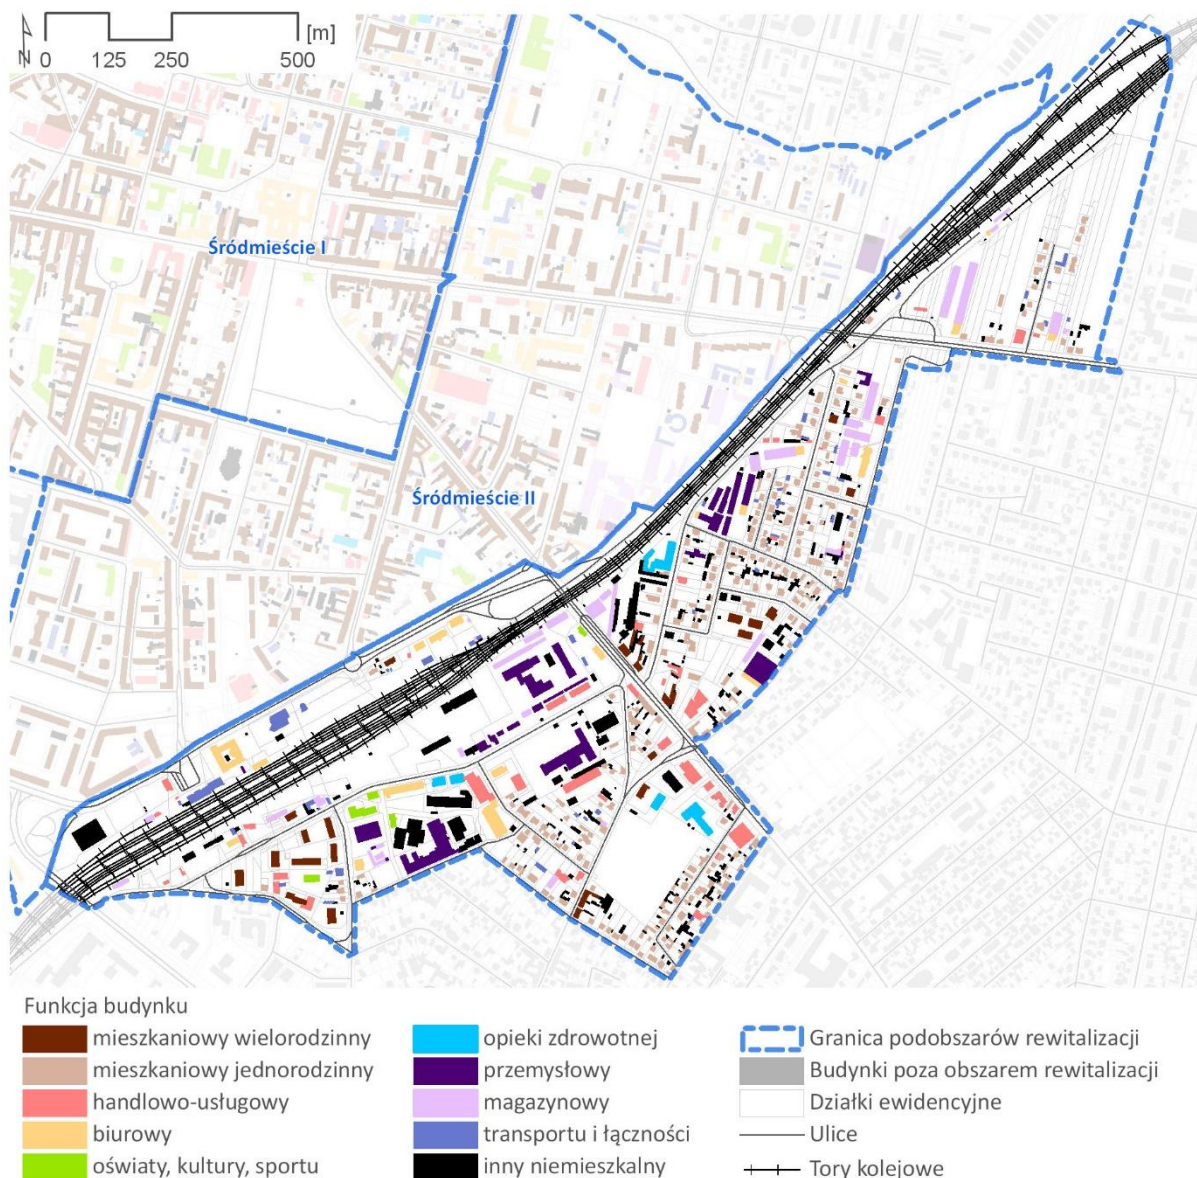 N
[m]
0 125 250 500
Śródmieście I
Śródmieście II
Funkcja budynku
mieszkaniowy wielorodzinny
mieszkaniowy jednorodzinny
handlowo-usługowy
biurowy
oświaty, kultury, sportu
opieki zdrowotnej
przemysłowy
magazynowy
transportu i łączności
inny niemieszkalny
Granica podobszarów rewitalizacji
Budynki poza obszarem rewitalizacji
Działki ewidencyjne
Ulice
Tory kolejowe